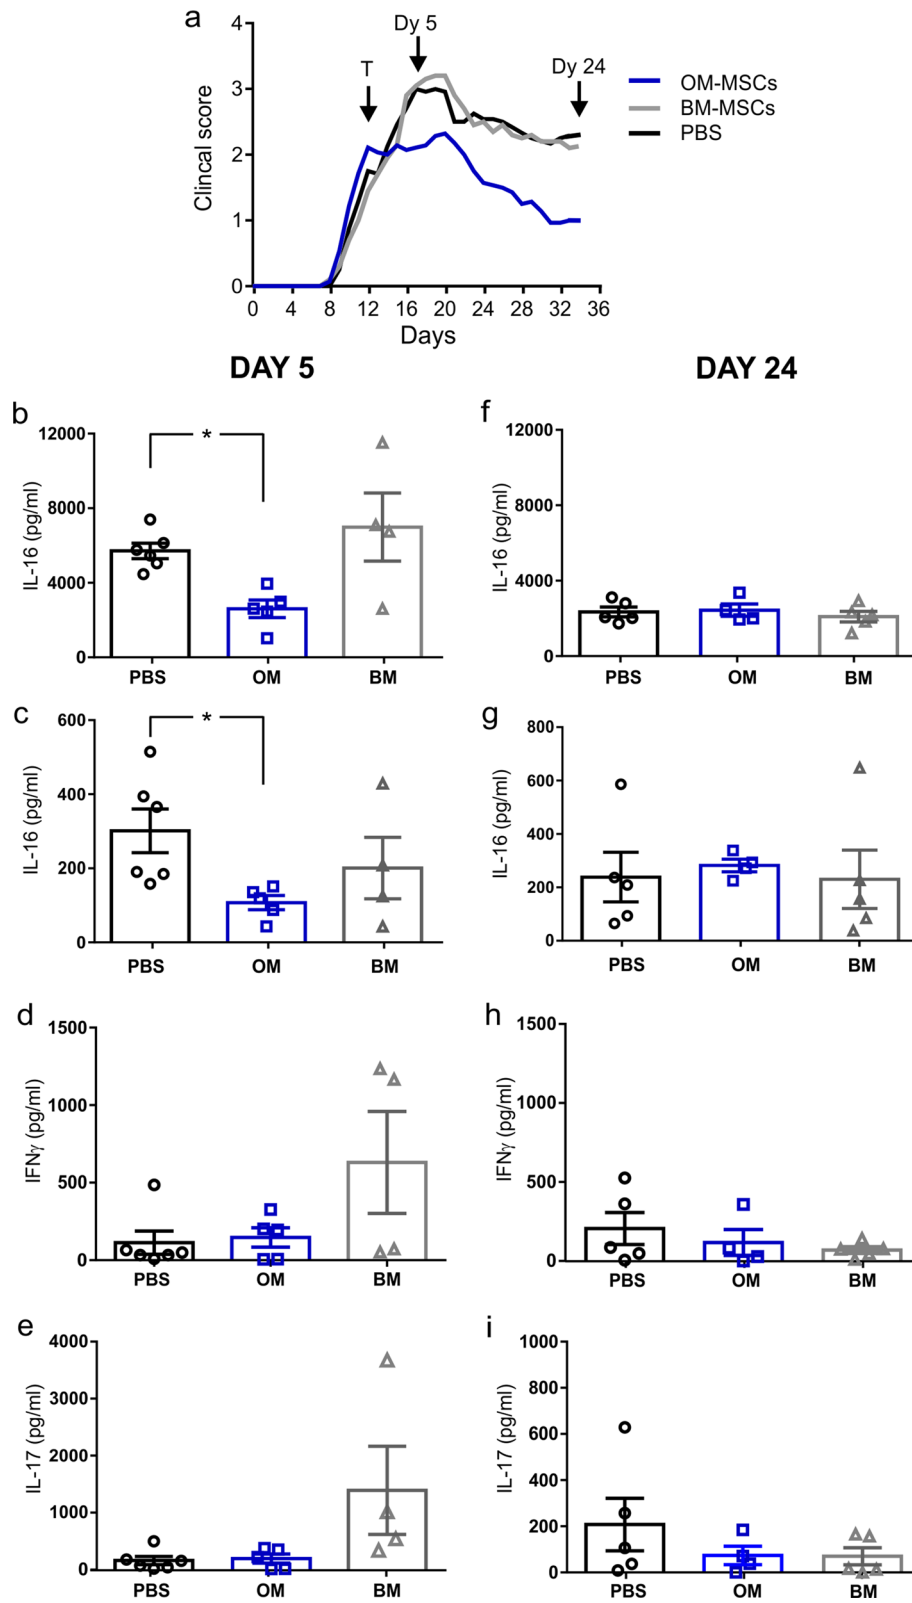 a
4
3
2
1
0
Clincal score
T
Dy 5
Dy 24
OM-MSCs
BM-MSCs
PBS
0 4 8 12 16 20 24 28 32 36
Days
DAY 5
DAY 24
b
12000
8000
4000
0
IL-16 (pg/ml)
*
PBS OM BM
f
12000
8000
4000
0
IL-16 (pg/ml)
PBS OM BM
c
600
400
200
0
IL-16 (pg/ml)
*
PBS OM BM
g
800
600
400
200
0
IL-16 (pg/ml)
PBS OM BM
d
1500
1000
500
0
IFNγ (pg/ml)
PBS OM BM
h
1500
1000
500
0
IFNγ (pg/ml)
PBS OM BM
e
4000
3000
2000
1000
0
IL-17 (pg/ml)
PBS OM BM
i
1000
800
600
400
200
0
IL-17 (pg/ml)
PBS OM BM